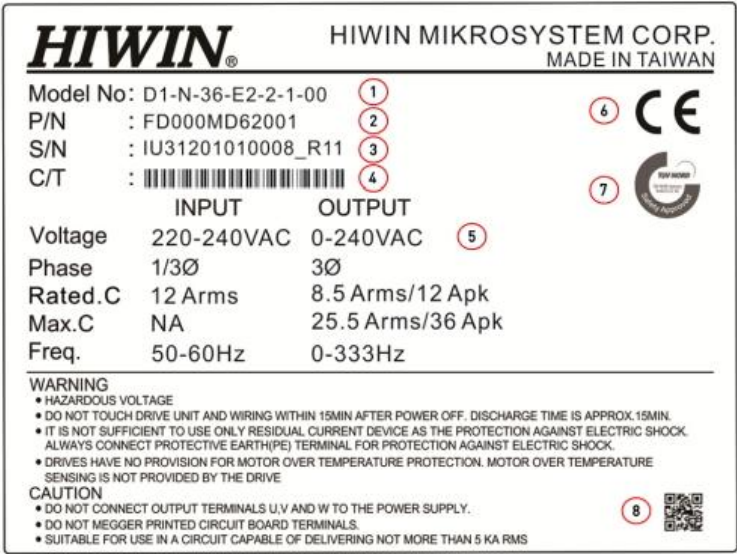 HIWIN®
HIWIN MIKROSYSTEM CORP.
MADE IN TAIWAN
Model No: D1-N-36-E2-2-1-00 1
P/N : FD000MD62001 2
S/N : IU31201010008_R11 3
C/T : 4
6 CE
7 TUV NORD
Safety Approved
INPUT OUTPUT
Voltage 220-240VAC 0-240VAC 5
Phase 1/3Ø 3Ø
Rated.C 12 Arms 8.5 Arms/12 Apk
Max.C NA 25.5 Arms/36 Apk
Freq. 50-60Hz 0-333Hz
WARNING
• HAZARDOUS VOLTAGE
• DO NOT TOUCH DRIVE UNIT AND WIRING WITHIN 15MIN AFTER POWER OFF. DISCHARGE TIME IS APPROX.15MIN.
• IT IS NOT SUFFICIENT TO USE ONLY RESIDUAL CURRENT DEVICE AS THE PROTECTION AGAINST ELECTRIC SHOCK.
ALWAYS CONNECT PROTECTIVE EARTH(PE) TERMINAL FOR PROTECTION AGAINST ELECTRIC SHOCK.
• DRIVES HAVE NO PROVISION FOR MOTOR OVER TEMPERATURE PROTECTION. MOTOR OVER TEMPERATURE
SENSING IS NOT PROVIDED BY THE DRIVE
CAUTION
• DO NOT CONNECT OUTPUT TERMINALS U,V AND W TO THE POWER SUPPLY.
• DO NOT MEGGER PRINTED CIRCUIT BOARD TERMINALS.
• SUITABLE FOR USE IN A CIRCUIT CAPABLE OF DELIVERING NOT MORE THAN 5 KA RMS
8